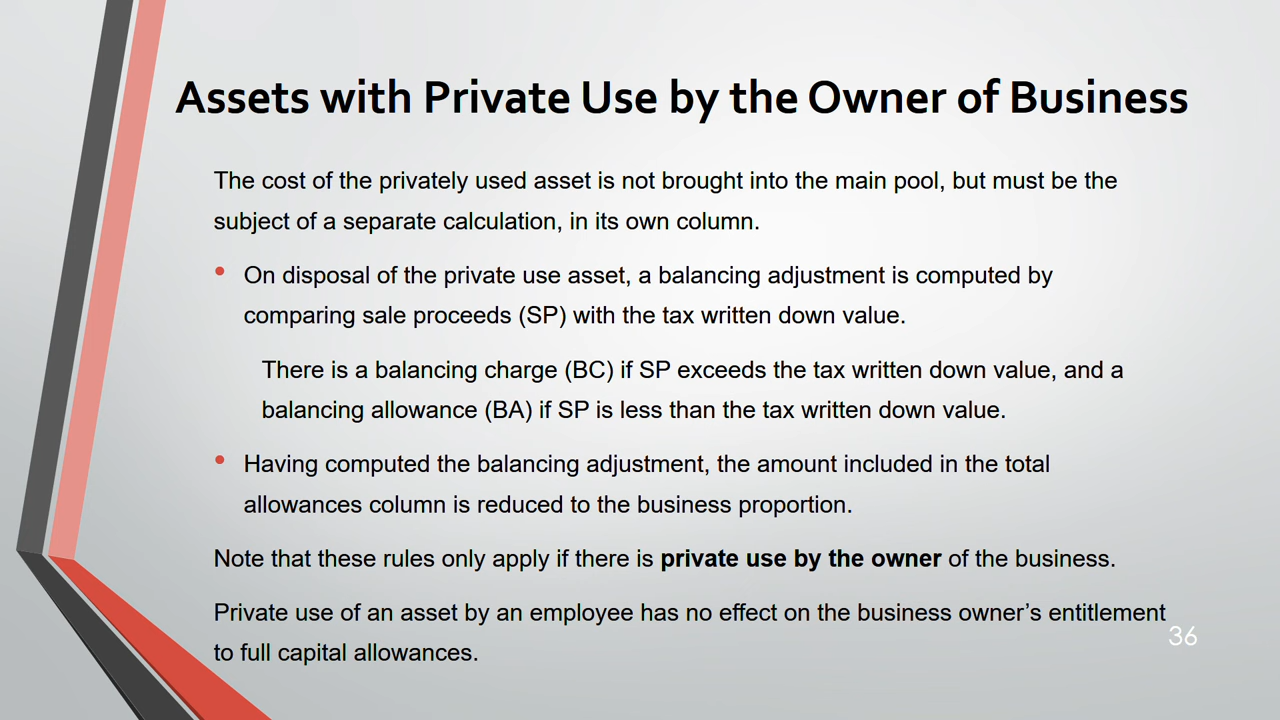 Assets with Private Use by the Owner of Business
The cost of the privately used asset is not brought into the main pool, but must be the
subject of a separate calculation, in its own column.
• On disposal of the private use asset, a balancing adjustment is computed by
comparing sale proceeds (SP) with the tax written down value.
There is a balancing charge (BC) if SP exceeds the tax written down value, and a
balancing allowance (BA) if SP is less than the tax written down value.
• Having computed the balancing adjustment, the amount included in the total
allowances column is reduced to the business proportion.
Note that these rules only apply if there is private use by the owner of the business.
Private use of an asset by an employee has no effect on the business owner’s entitlement
to full capital allowances.
36